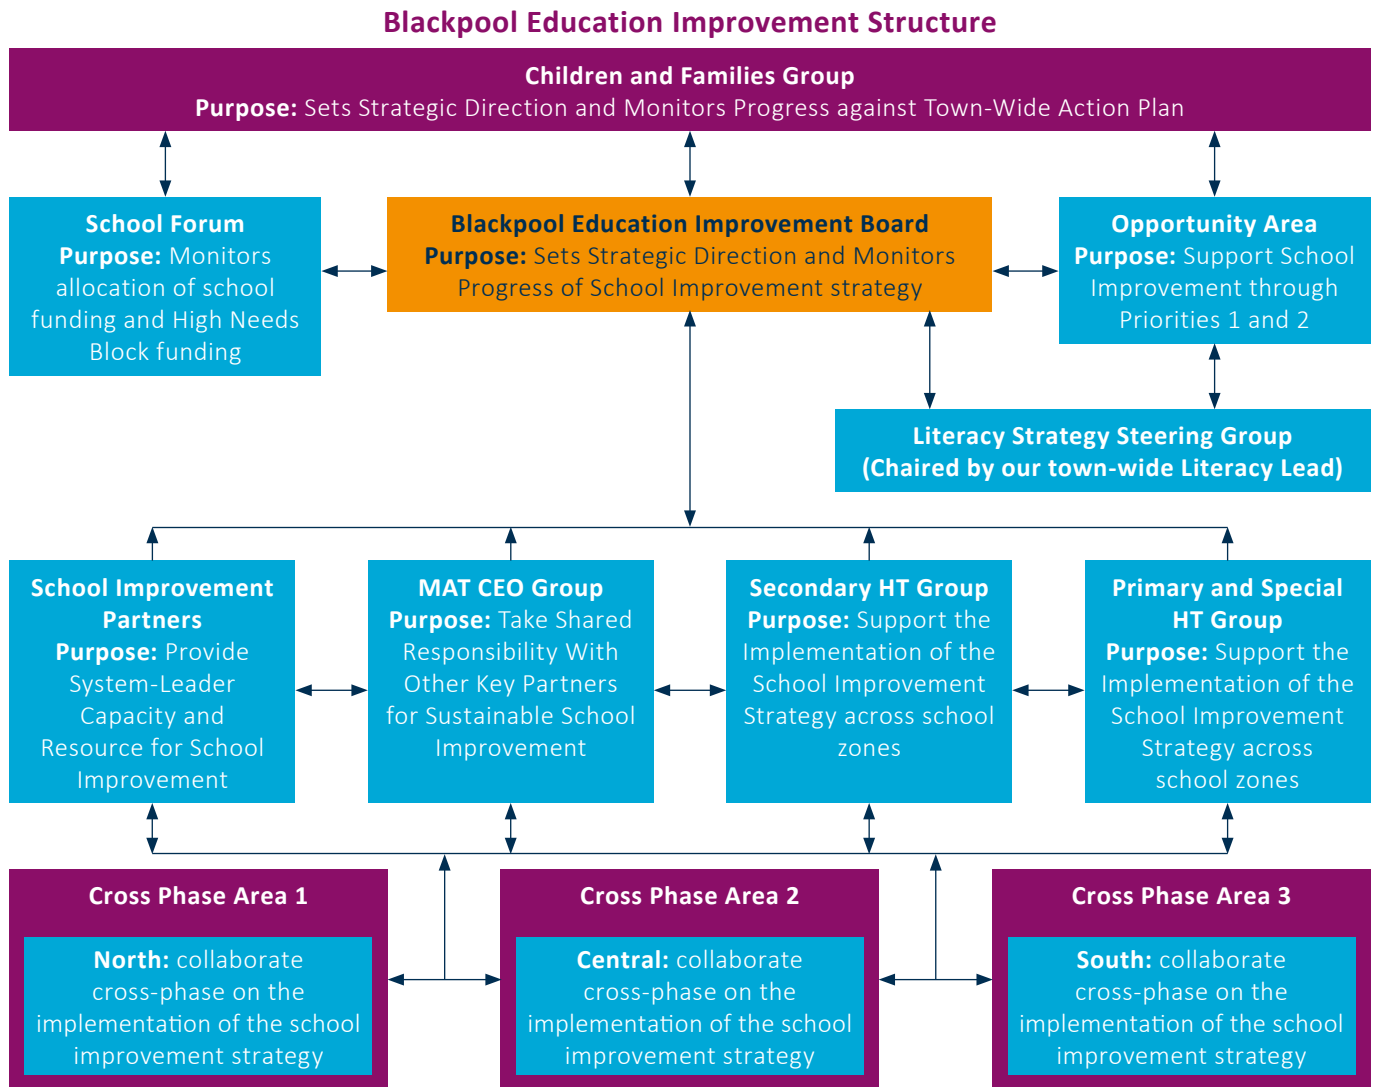 Blackpool Education Improvement Structure
Children and Families Group
Purpose: Sets Strategic Direction and Monitors Progress against Town-Wide Action Plan
School Forum
Purpose: Monitors
allocation of school
funding and High Needs
Block funding
Blackpool Education Improvement Board
Purpose: Sets Strategic Direction and Monitors
Progress of School Improvement strategy
Opportunity Area
Purpose: Support School
Improvement through
Priorities 1 and 2
Literacy Strategy Steering Group
(Chaired by our town-wide Literacy Lead)
School Improvement
Partners
Purpose: Provide
System-Leader
Capacity and
Resource for School
Improvement
MAT CEO Group
Purpose: Take Shared
Responsibility With
Other Key Partners
for Sustainable School
Improvement
Secondary HT Group
Purpose: Support the
Implementation of the
School Improvement
Strategy across school
zones
Primary and Special
HT Group
Purpose: Support the
Implementation of the
School Improvement
Strategy across
school zones
Cross Phase Area 1
North: collaborate
cross-phase on the
implementation of the school
improvement strategy
Cross Phase Area 2
Central: collaborate
cross-phase on the
implementation of the school
improvement strategy
Cross Phase Area 3
South: collaborate
cross-phase on the
implementation of the school
improvement strategy